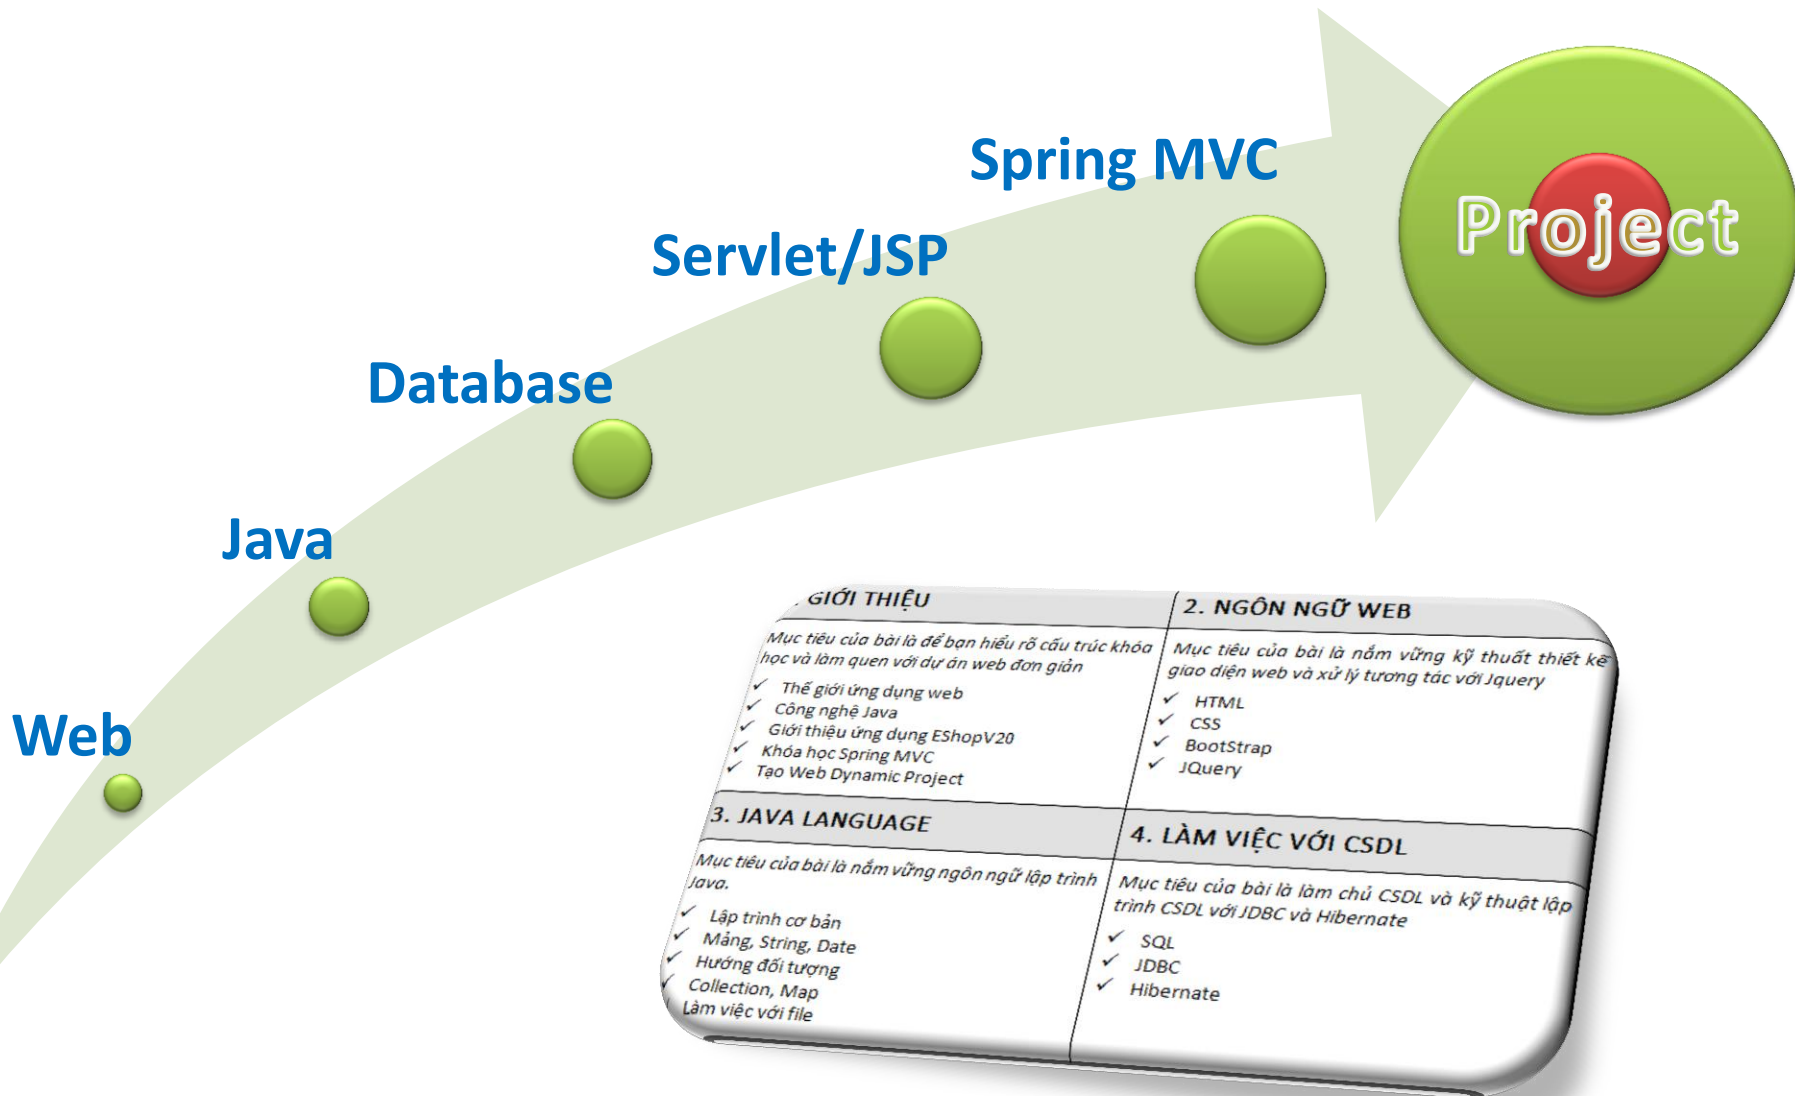 Spring MVC
Project
Servlet/JSP
Database
Java
Web
. GIỚI THIỆU
Mục tiêu của bài là để bạn hiểu rõ cấu trúc khóa
học và làm quen với dự án web đơn giản
✓ Thế giới ứng dụng web
✓ Công nghệ Java
✓ Giới thiệu ứng dụng EShopV20
✓ Khóa học Spring MVC
✓ Tạo Web Dynamic Project
2. NGÔN NGỮ WEB
Mục tiêu của bài là nắm vững kỹ thuất thiết kế
giao diện web và xử lý tương tác với Jquery
✓ HTML
✓ CSS
✓ BootStrap
✓ JQuery
3. JAVA LANGUAGE
Mục tiêu của bài là nắm vững ngôn ngữ lập trình
Java.
✓ Lập trình cơ bản
✓ Mảng, String, Date
✓ Hướng đối tượng
✓ Collection, Map
Làm việc với file
4. LÀM VIỆC VỚI CSDL
Mục tiêu của bài là làm chủ CSDL và kỹ thuật lập
trình CSDL với JDBC và Hibernate
✓ SQL
✓ JDBC
✓ Hibernate